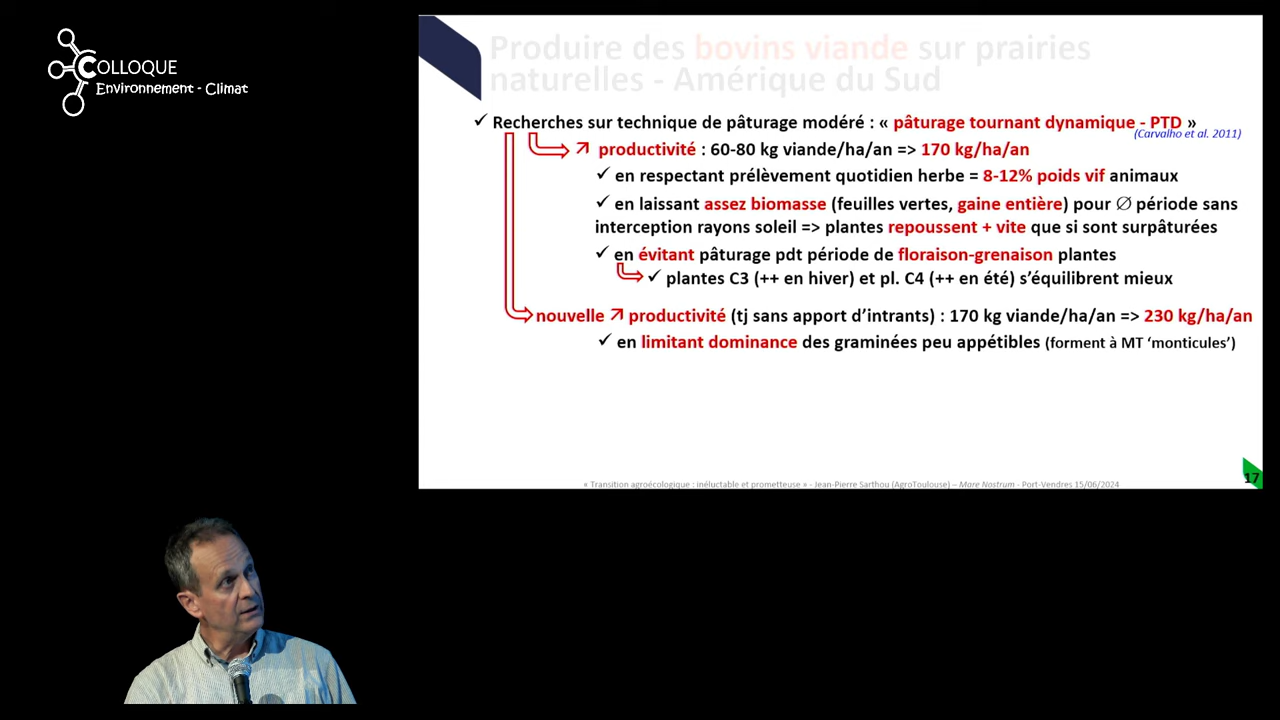 COLLOQUE
Environnement - Climat
Produire des bovins viande sur prairies
naturelles - Amérique du Sud
✓ Recherches sur technique de pâturage modéré : « pâturage tournant dynamique - PTD »
(Carvalho et al. 2011)
↗ productivité : 60-80 kg viande/ha/an => 170 kg/ha/an
✓ en respectant prélèvement quotidien herbe = 8-12% poids vif animaux
✓ en laissant assez biomasse (feuilles vertes, gaine entière) pour ∅ période sans
interception rayons soleil => plantes repoussent + vite que si sont surpâturées
✓ en évitant pâturage pdt période de floraison-grenaison plantes
✓ plantes C3 (++ en hiver) et pl. C4 (++ en été) s’équilibrent mieux
nouvelle ↗ productivité (tj sans apport d’intrants) : 170 kg viande/ha/an => 230 kg/ha/an
✓ en limitant dominance des graminées peu appétibles (forment à MT ‘monticules’)
« Transition agroécologique : inéluctable et prometteuse » - Jean-Pierre Sarthou (AgroToulouse) – Mare Nostrum - Port-Vendres 15/06/2024
17